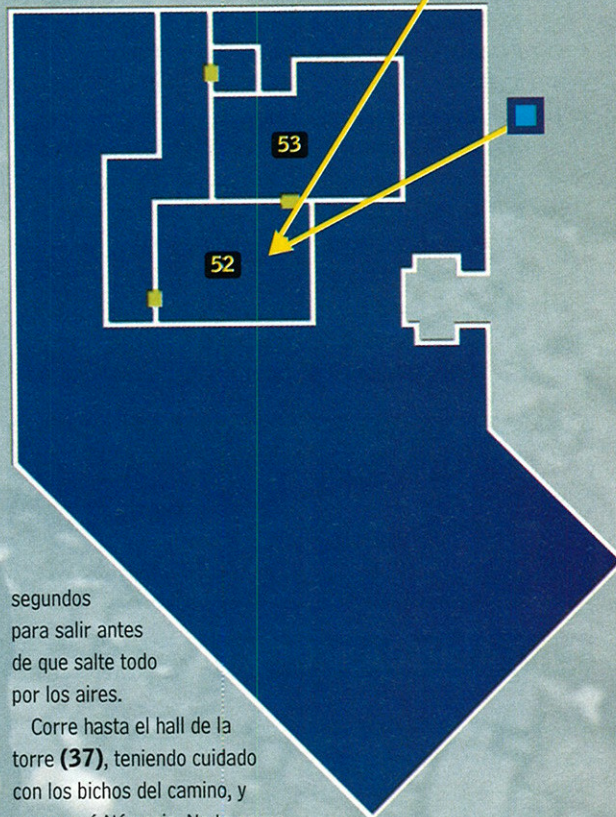 53
52
segundos
para salir antes
de que salte todo
por los aires.
Corre hasta el hall de la
torre (37), teniendo cuidado
con los bichos del camino, y